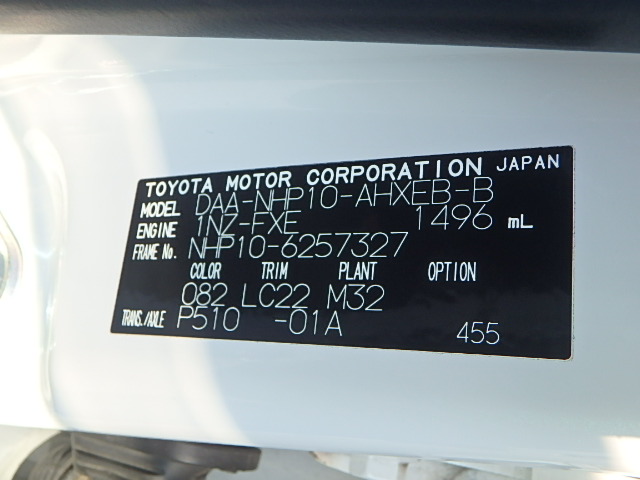 TOYOTA MOTOR CORPORATION JAPAN
MODEL DAA-NHP10-AHXEB-B
ENGINE 1NZ-FXE 1496 mL
FRAME No. NHP10-6257327
COLOR TRIM PLANT OPTION
082 LC22 M32
TRANS./AXLE P510 -01A 455